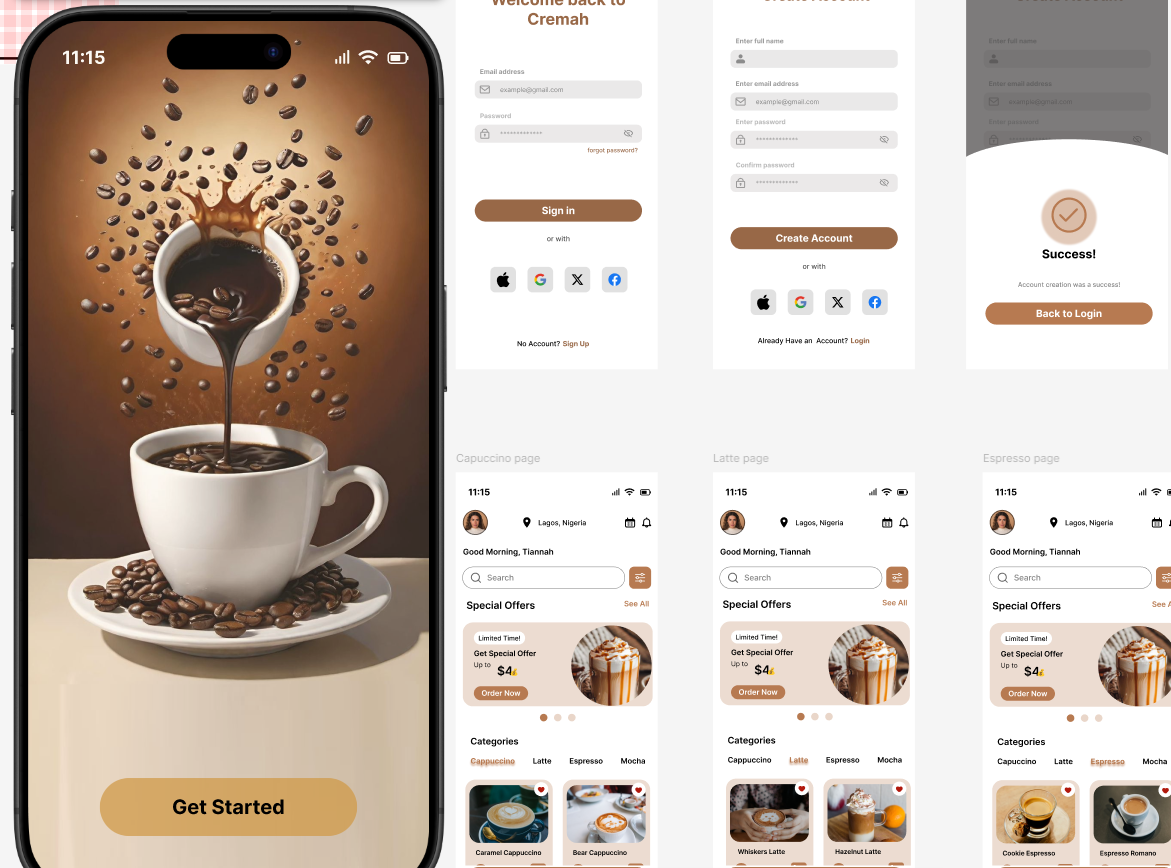 11:15
Get Started
Welcome back to
Cremah
Email address
example@gmail.com
Password
*************
forgot password?
Sign in
or with
No Account? Sign Up
Create Account
Enter full name
Enter email address
example@gmail.com
Enter password
*************
Confirm password
*************
Create Account
or with
Already Have an Account? Login
Create Account
Enter full name
Enter email address
example@gmail.com
Enter password
Success!
Account creation was a success!
Back to Login
Capuccino page
11:15
Lagos, Nigeria
Good Morning, Tiannah
Search
Special Offers
See All
Limited Time!
Get Special Offer
Up to
$4
Order Now
Categories
Cappuccino Latte Espresso Mocha
Caramel Cappuccino
Bear Cappuccino
Latte page
11:15
Lagos, Nigeria
Good Morning, Tiannah
Search
Special Offers
See All
Limited Time!
Get Special Offer
Up to
$4
Order Now
Categories
Cappuccino Latte Espresso Mocha
Whiskers Latte
Hazelnut Latte
Espresso page
11:15
Lagos, Nigeria
Good Morning, Tiannah
Search
Special Offers
See A
Limited Time!
Get Special Offer
Up to
$4
Order Now
Categories
Capuccino Latte Espresso Mocha
Cookie Espresso
Espresso Romano